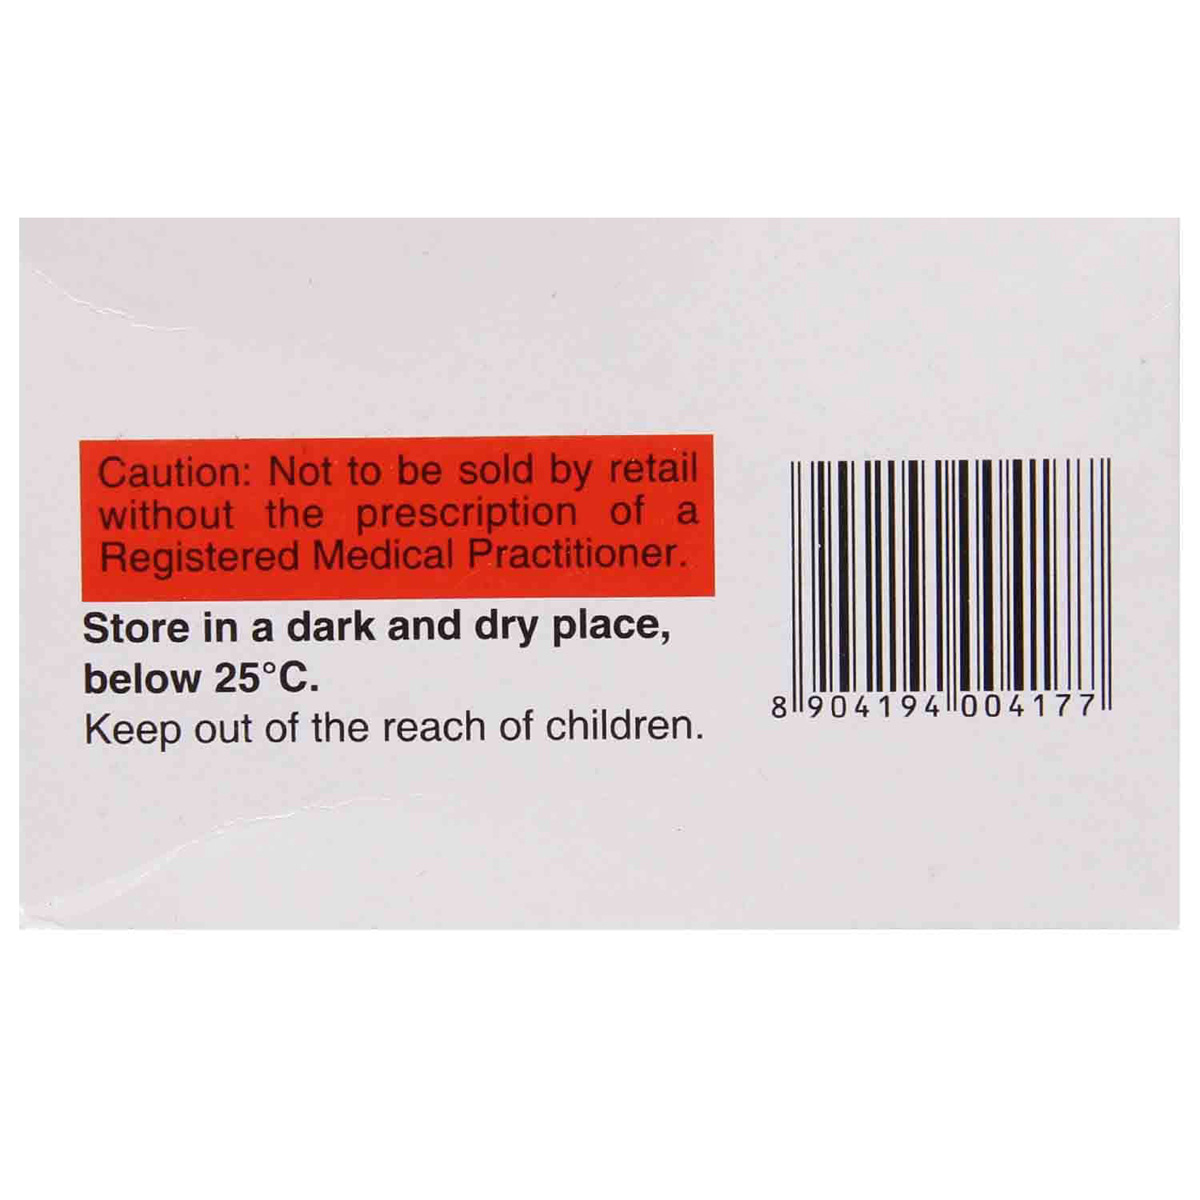 Caution: Not to be sold by retail
without the prescription of a
Registered Medical Practitioner.
Store in a dark and dry place,
below 25°C.
Keep out of the reach of children.
8 904194 004177